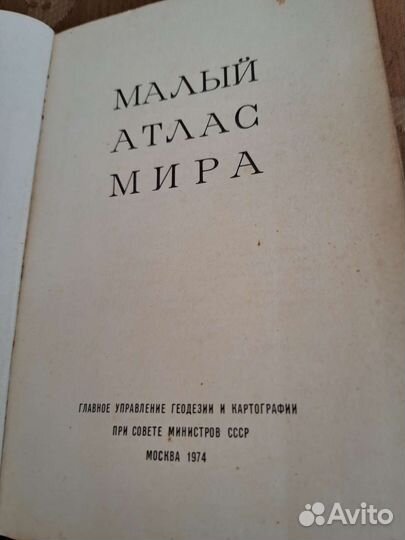 МАЛЫЙ
АТЛАС
МИРА
ГЛАВНОЕ УПРАВЛЕНИЕ ГЕОДЕЗИИ И КАРТОГРАФИИ
ПРИ СОВЕТЕ МИНИСТРОВ СССР
МОСКВА 1974
Avito